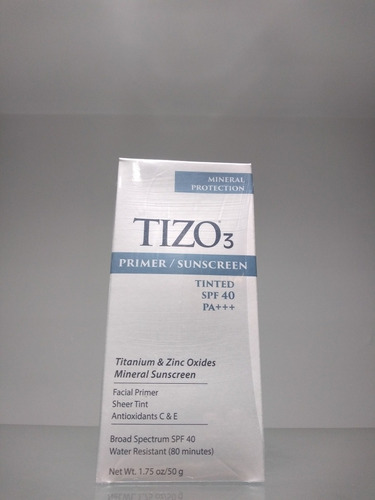 MINERAL
PROTECTION
TIZO3
PRIMER / SUNSCREEN
TINTED
SPF 40
PA+++
Titanium & Zinc Oxides
Mineral Sunscreen
Facial Primer
Sheer Tint
Antioxidants C & E
Broad Spectrum SPF 40
Water Resistant (80 minutes)
Net Wt. 1.75 oz/50 g